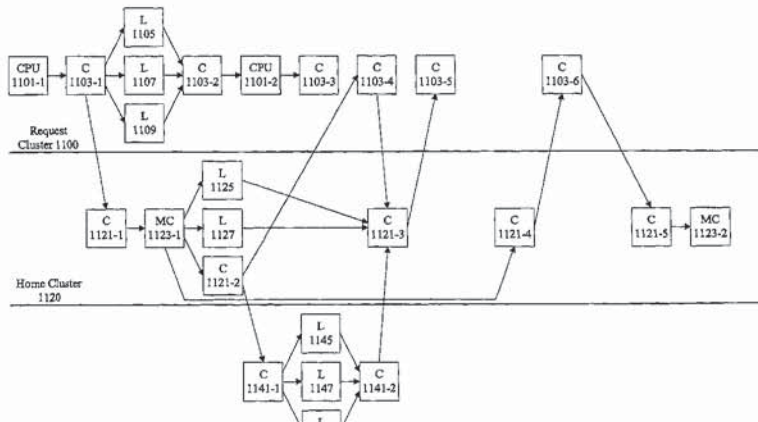 L
1105
CPU
1101-1
C
1103-1
L
1107
C
1103-2
CPU
1101-2
C
1103-3
C
1103-4
C
1103-5
C
1103-6
L
1109
Request
Cluster 1100
L
1125
C
1121-1
MC
1123-1
L
1127
C
1121-3
C
1121-4
C
1121-5
MC
1123-2
C
1121-2
Home Cluster
1120
L
1145
C
1141-1
L
1147
C
1141-2
L